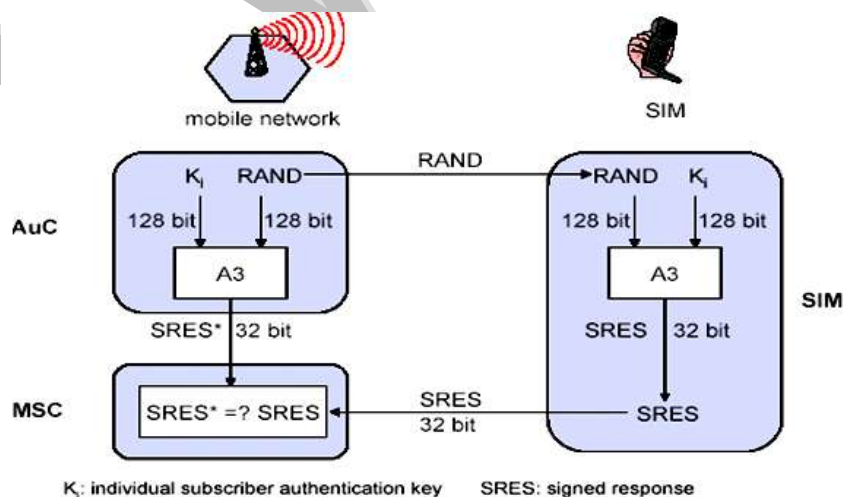 mobile network
SIM
RAND
Ki RAND
RAND Ki
AuC
128 bit 128 bit
128 bit 128 bit
A3
A3
SIM
SRES* 32 bit
SRES 32 bit
MSC
SRES* =? SRES
SRES
32 bit
SRES
Ki: individual subscriber authentication key SRES: signed response